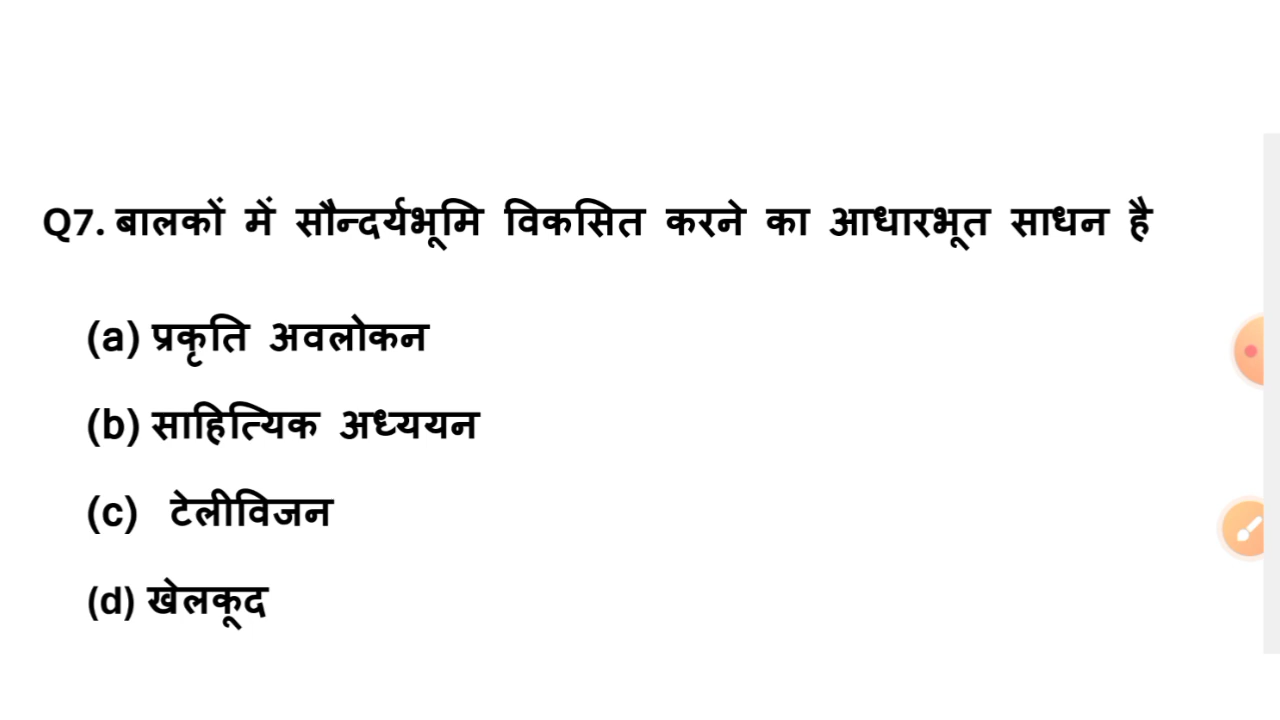 Q7. बालकों में सौन्दर्यभूमि विकसित करने का आधारभूत साधन है
(a) प्रकृति अवलोकन
(b) साहित्यिक अध्ययन
(c) टेलीविजन
(d) खेलकूद